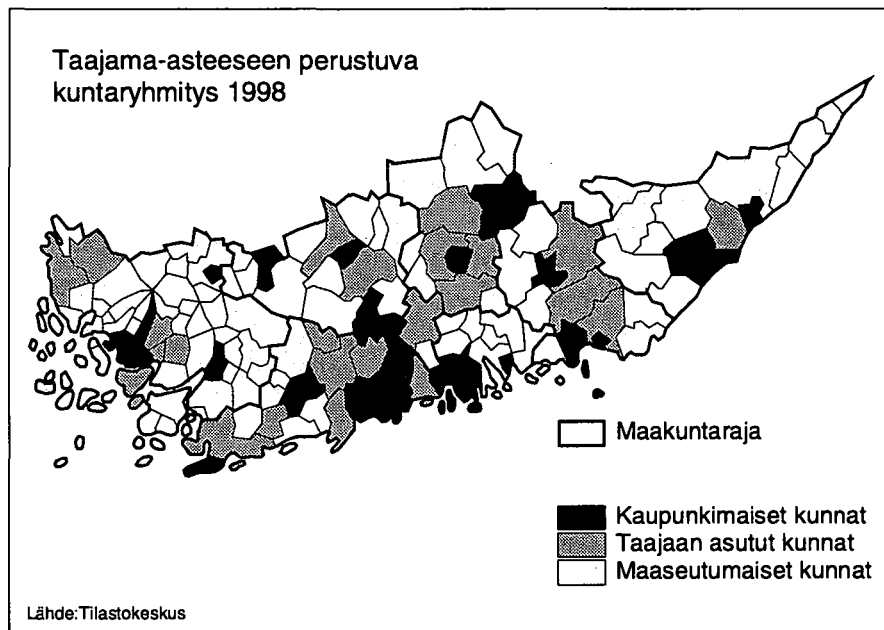 Taajama-asteeseen perustuva
kuntaryhmitys 1998
Maakuntaraja
Kaupunkimaiset kunnat
Taajaan asutut kunnat
Maaseutumaiset kunnat
Lähde:Tilastokeskus